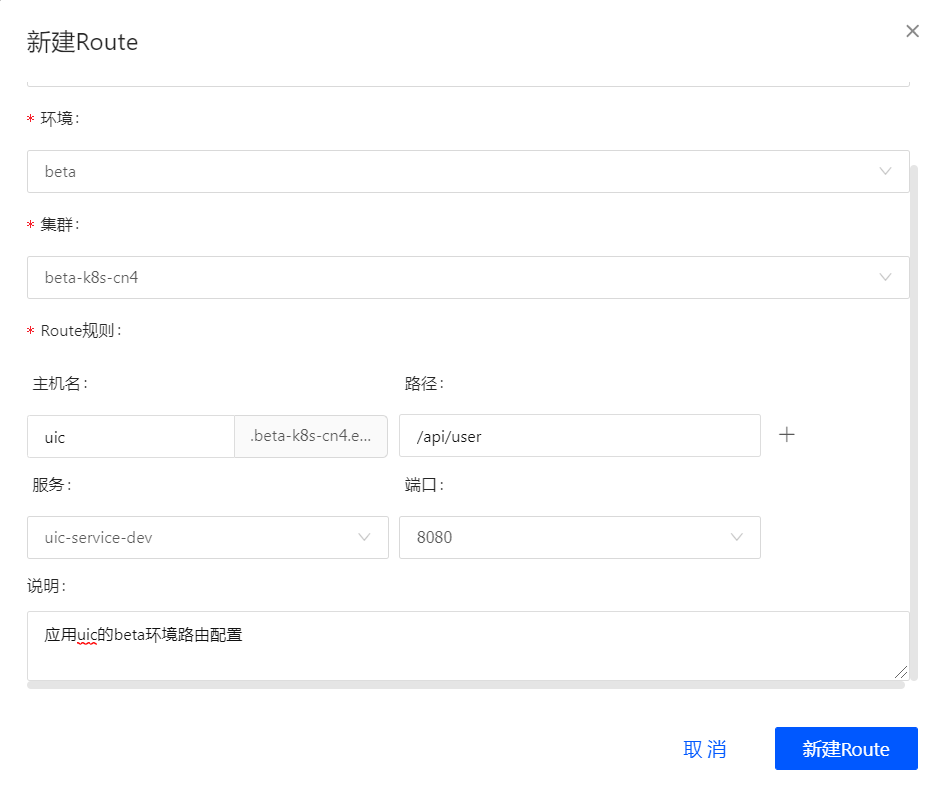 新建Route
* 环境:
beta
* 集群:
beta-k8s-cn4
* Route规则:
主机名: 路径:
uic .beta-k8s-cn4.e... /api/user
服务: 端口:
uic-service-dev 8080
说明:
应用uic的beta环境路由配置
取消 新建Route